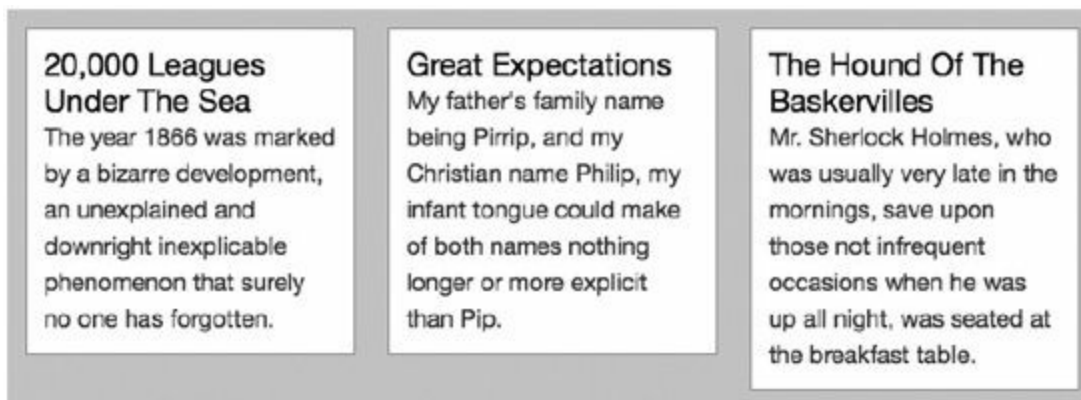 20,000 Leagues
Under The Sea
The year 1866 was marked
by a bizarre development,
an unexplained and
downright inexplicable
phenomenon that surely
no one has forgotten.
Great Expectations
My father's family name
being Pirrip, and my
Christian name Philip, my
infant tongue could make
of both names nothing
longer or more explicit
than Pip.
The Hound Of The
Baskervilles
Mr. Sherlock Holmes, who
was usually very late in the
mornings, save upon
those not infrequent
occasions when he was
up all night, was seated at
the breakfast table.